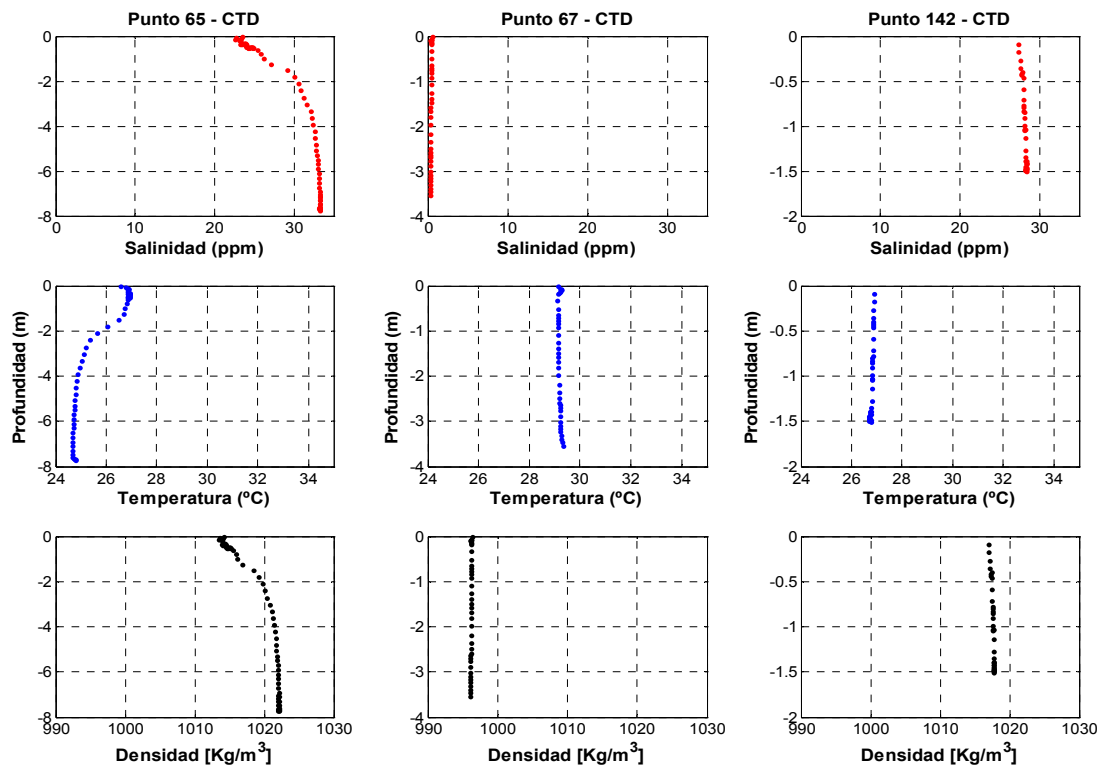 Punto 65 - CTD
Punto 67 - CTD
Punto 142 - CTD
0
-2
-4
-6
-8
0 10 20 30
Salinidad (ppm)
0
-1
-2
-3
-4
0 10 20 30
Salinidad (ppm)
0
-0.5
-1
-1.5
-2
0 10 20 30
Salinidad (ppm)
Profundidad (m)
0
-2
-4
-6
-8
24 26 28 30 32 34
Temperatura (ºC)
0
-1
-2
-3
-4
24 26 28 30 32 34
Temperatura (ºC)
Profundidad (m)
0
-0.5
-1
-1.5
-2
24 26 28 30 32 34
Temperatura (ºC)
0
-2
-4
-6
-8
990 1000 1010 1020 1030
Densidad [Kg/m³]
0
-1
-2
-3
-4
990 1000 1010 1020 1030
Densidad [Kg/m³]
0
-0.5
-1
-1.5
-2
990 1000 1010 1020 1030
Densidad [Kg/m³]